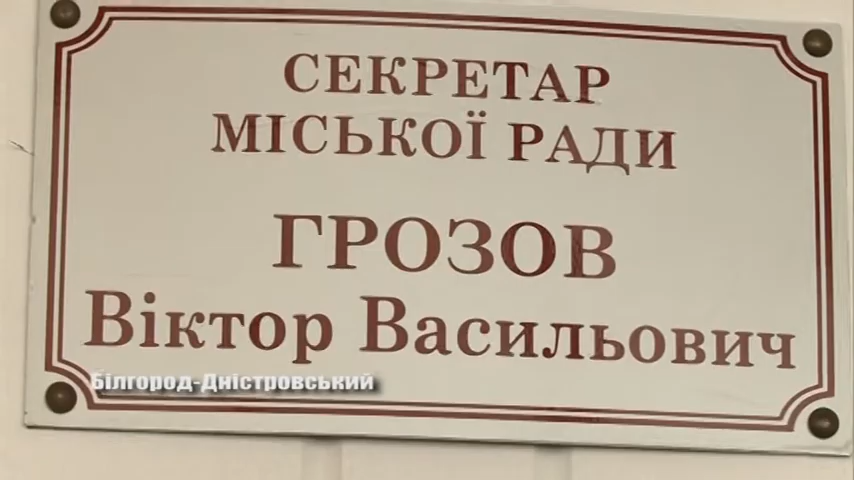 СЕКРЕТАР
МІСЬКОЇ РАДИ
ГРОЗОВ
Віктор Васильович
Білгород-Дністровський